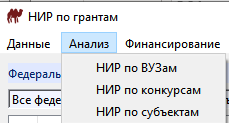 НИР по грантам
Данные Анализ Финансирование
Федераль
НИР по ВУЗам
Все феде
НИР по конкурсам
НИР по субъектам